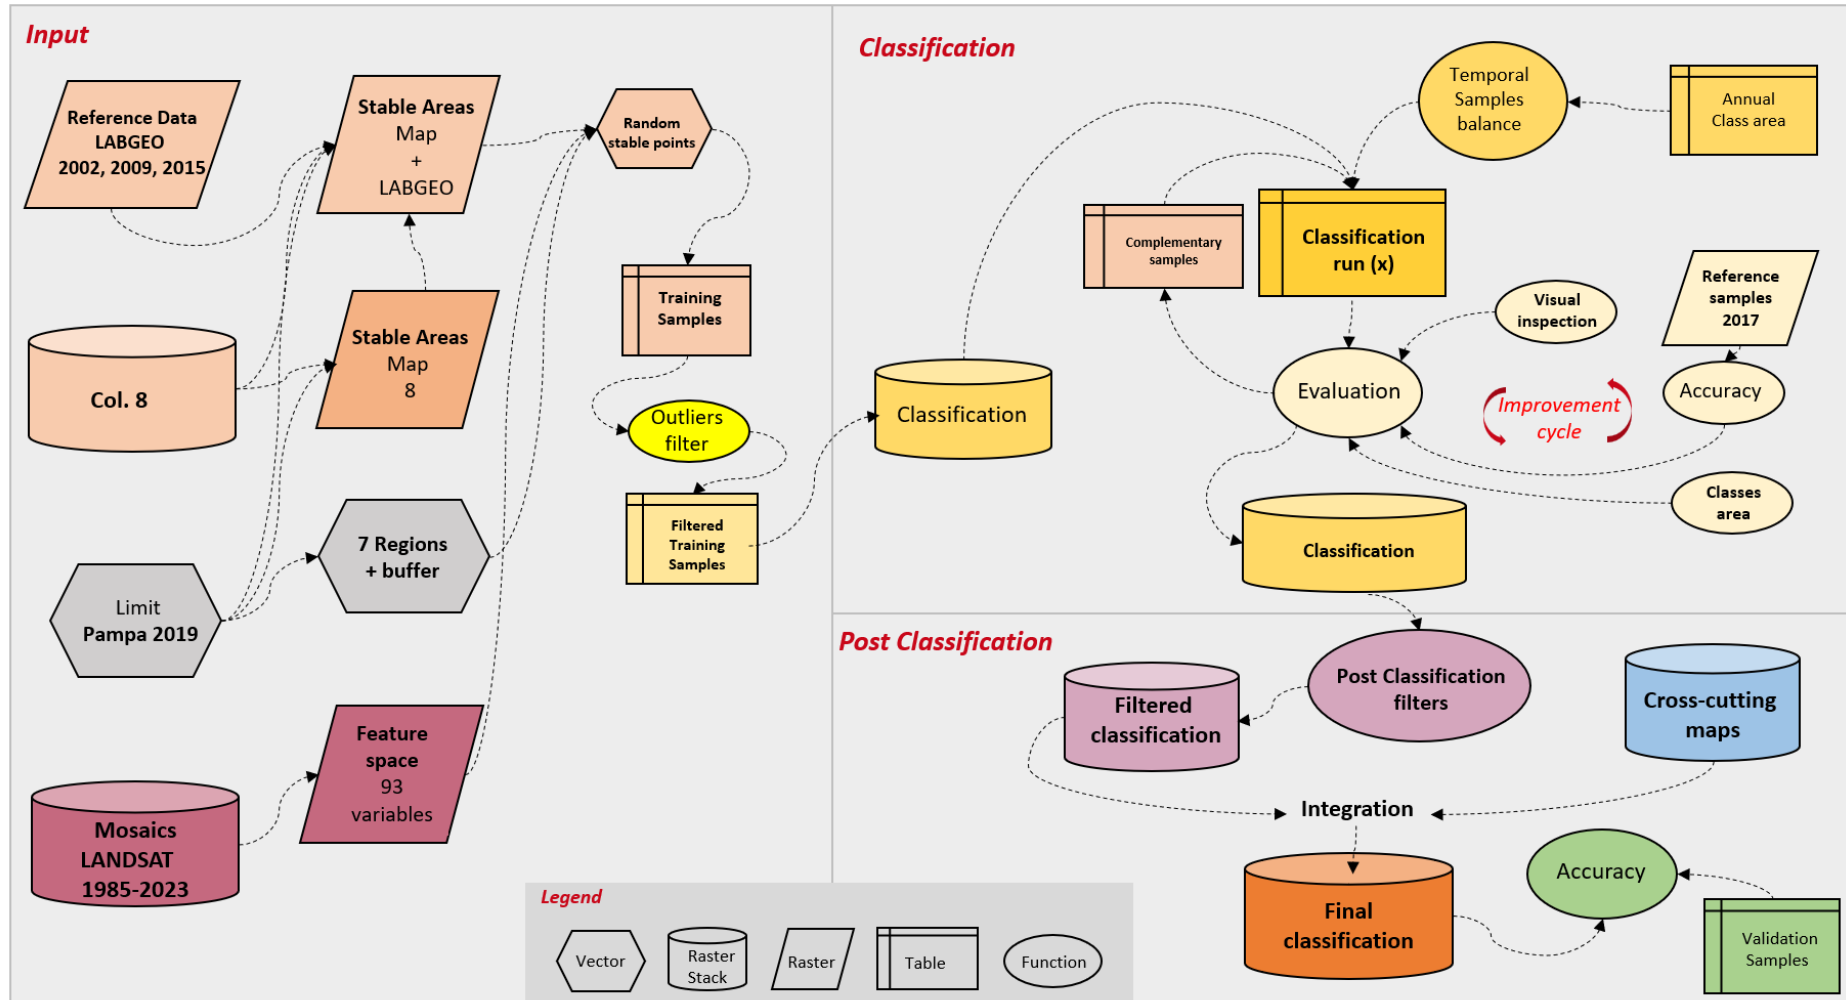 Input
Reference Data
LABGEO
2002, 2009, 2015
Stable Areas
Map
+
LABGEO
Random
stable points
Training
Samples
Stable Areas
Map
8
Col. 8
Outliers
filter
Filtered
Training
Samples
7 Regions
+ buffer
Limit
Pampa 2019
Feature
space
93
variables
Mosaics
LANDSAT
1985-2023
Classification
Temporal
Samples
balance
Annual
Class area
Complementary
samples
Classification
run (x)
Visual
inspection
Reference
samples
2017
Classification
Evaluation
Improvement
cycle
Accuracy
Classes
area
Classification
Post Classification
Post Classification
filters
Filtered
classification
Cross-cutting
maps
Integration
Final
classification
Accuracy
Validation
Samples
Legend
Vector
Raster
Stack
Raster
Table
Function